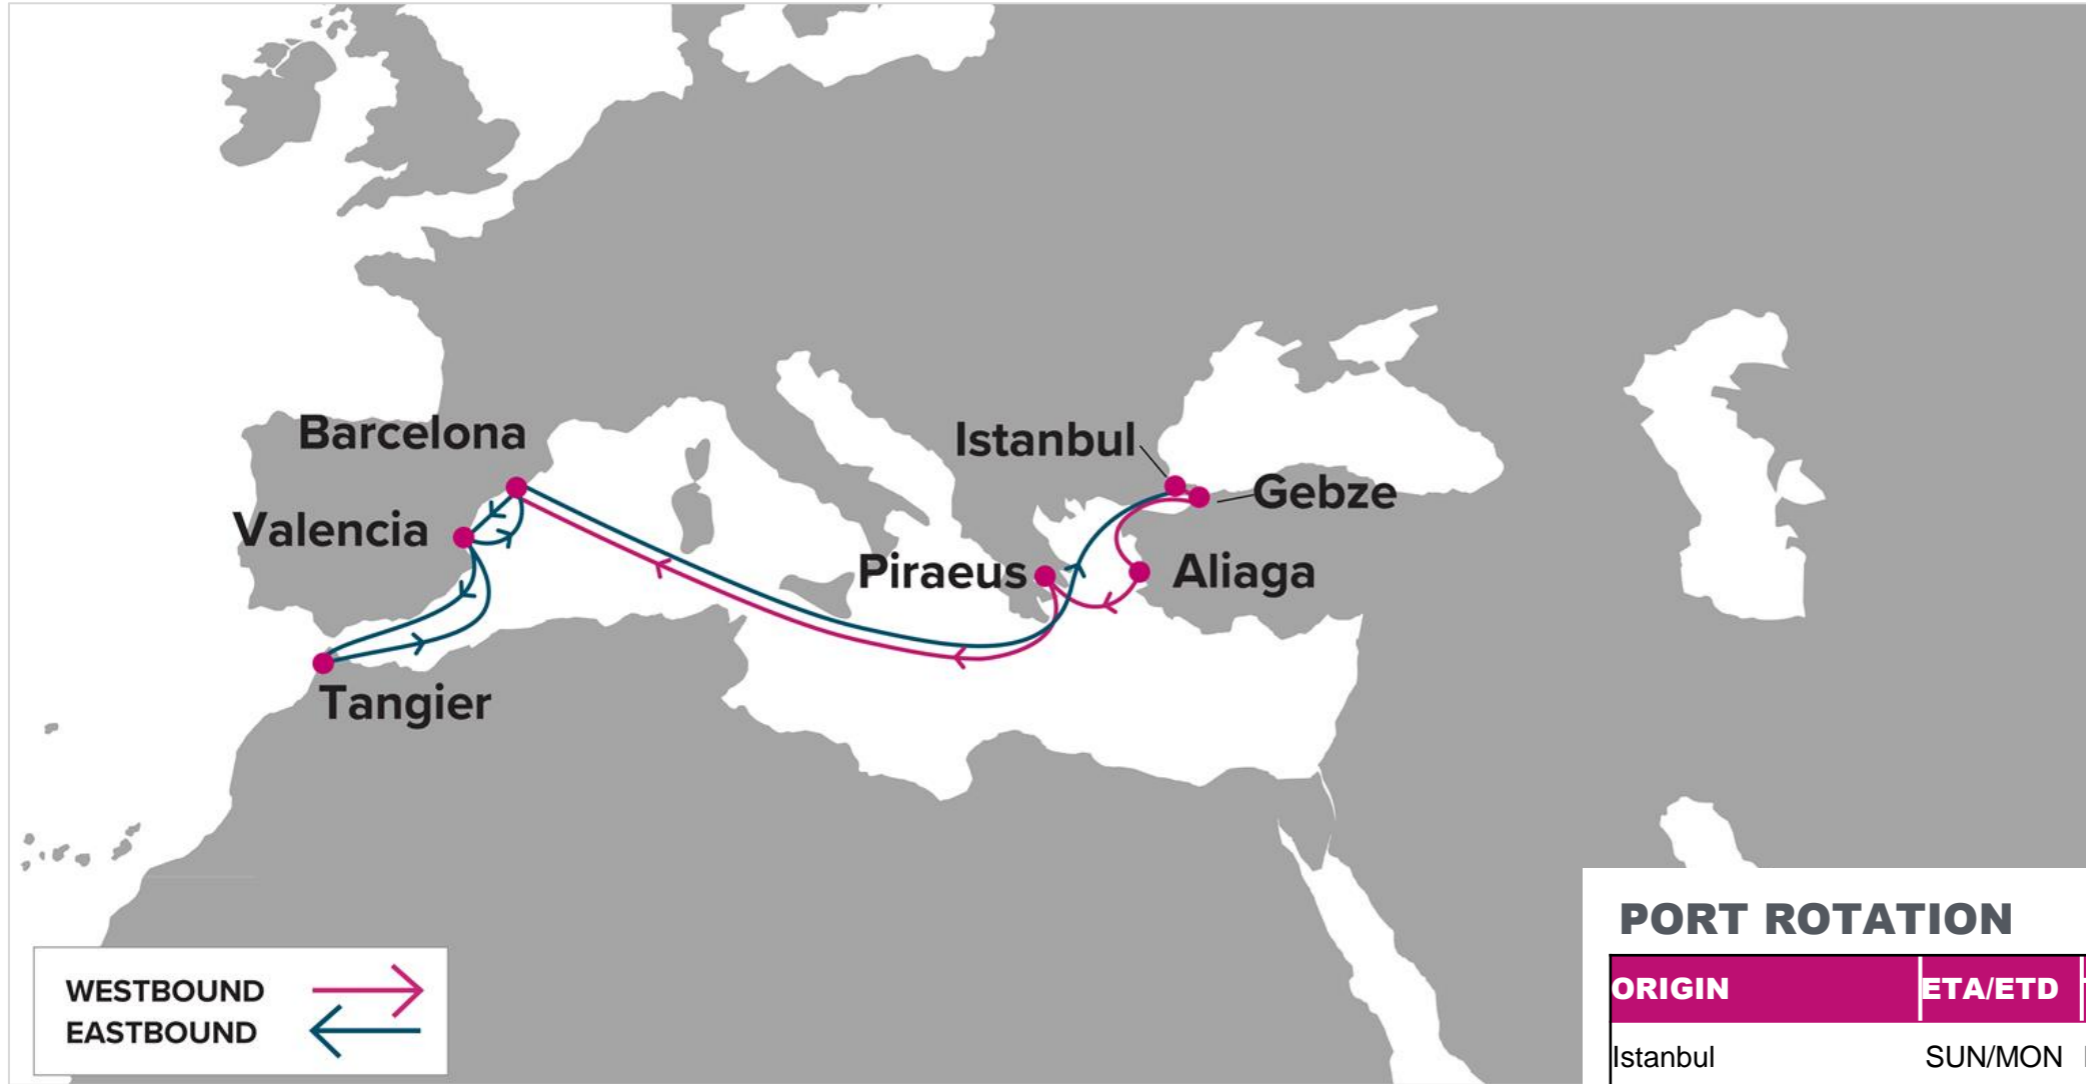 Barcelona
Istanbul
Gebze
Valencia
Piraeus
Aliaga
Tangier
WESTBOUND
EASTBOUND
PORT ROTATION
ORIGIN ETA/ETD
Istanbul SUN/MON